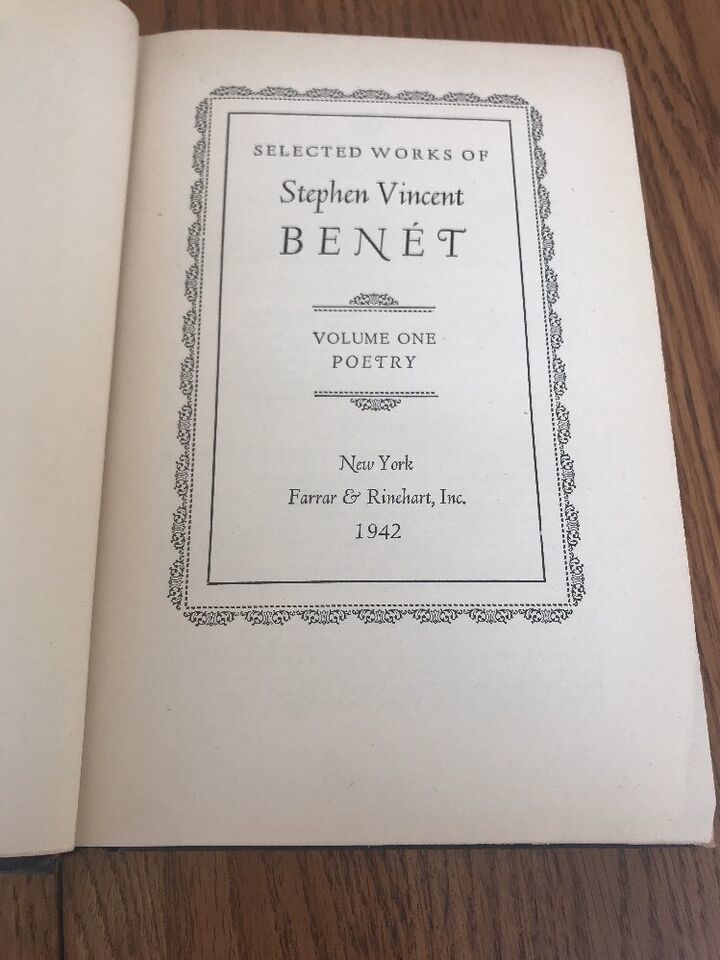 SELECTED WORKS OF
Stephen Vincent
BENÉT
VOLUME ONE
POETRY
New York
Farrar & Rinehart, Inc.
1942